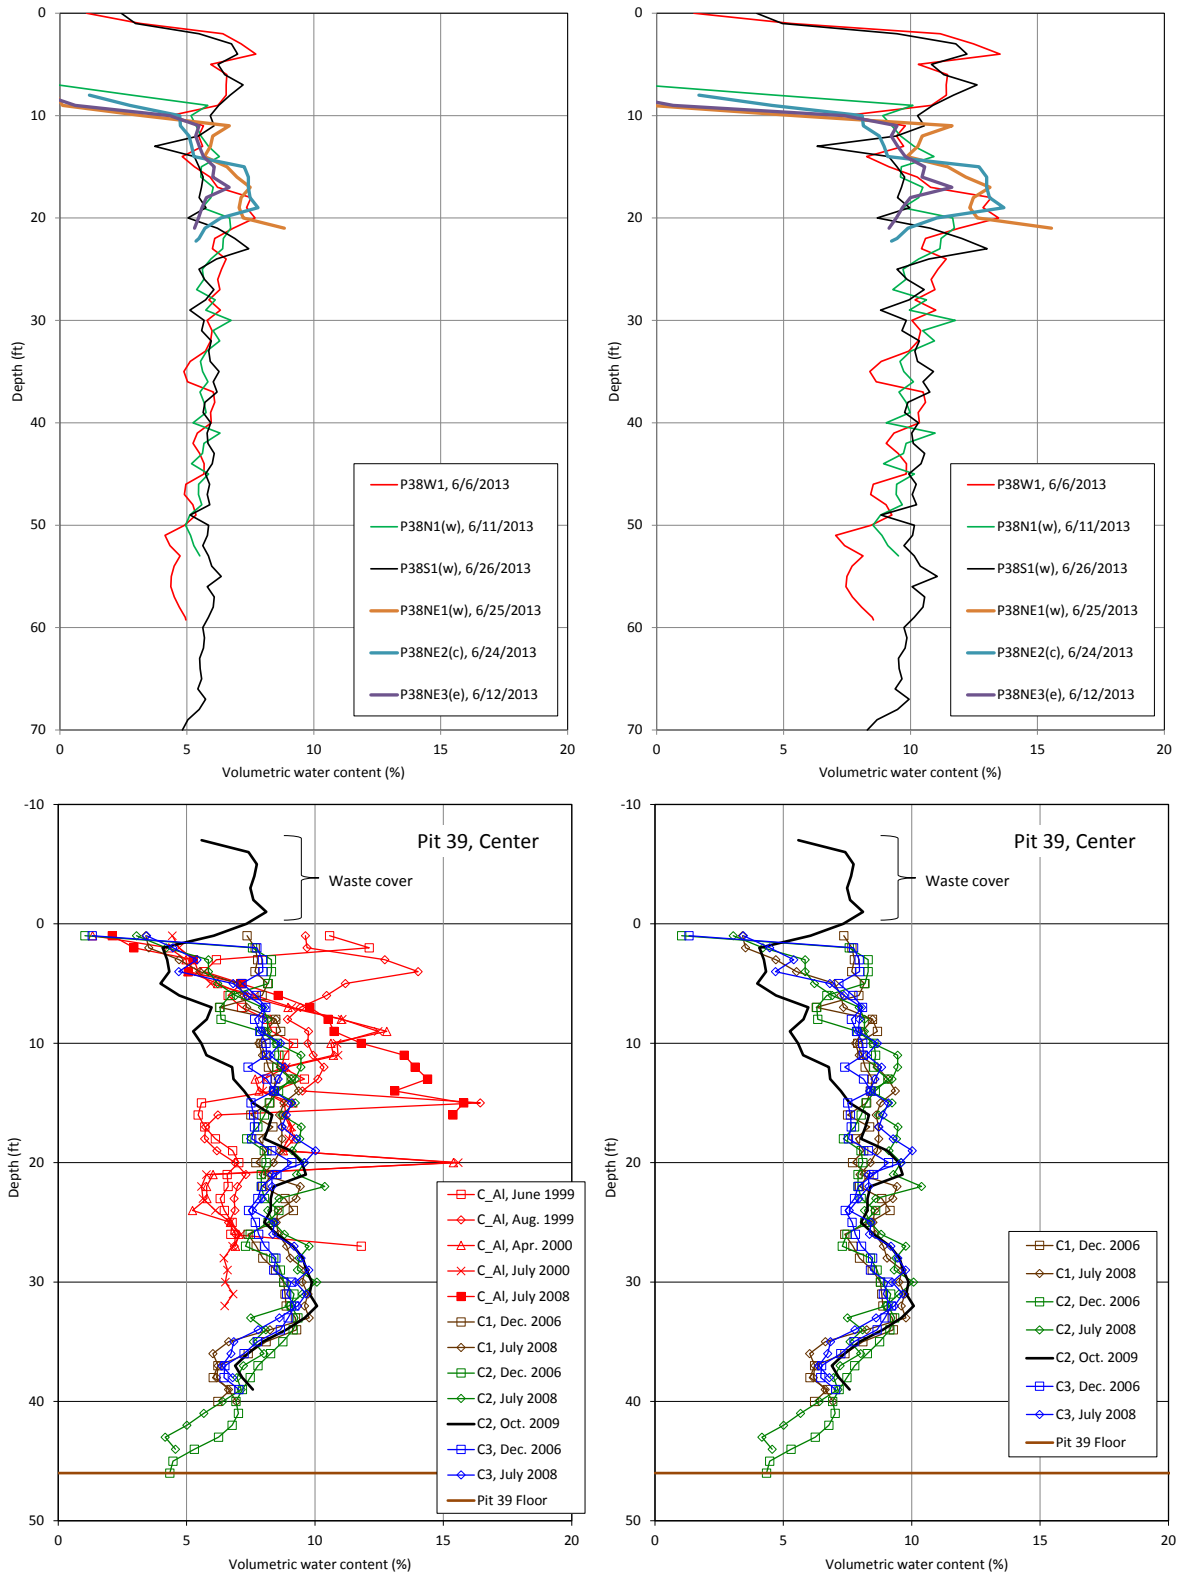 0
5
10
15
20
0
10
20
30
40
50
60
70
Depth (ft)
P38W1, 6/6/2013
P38N1(w), 6/11/2013
P38S1(w), 6/26/2013
P38NE1(w), 6/25/2013
P38NE2(c), 6/24/2013
P38NE3(e), 6/12/2013
0
5
10
15
20
Volumetric water content (%)
0
5
10
15
20
0
10
20
30
40
50
60
70
Depth (ft)
P38W1, 6/6/2013
P38N1(w), 6/11/2013
P38S1(w), 6/26/2013
P38NE1(w), 6/25/2013
P38NE2(c), 6/24/2013
P38NE3(e), 6/12/2013
Volumetric water content (%)
-10
0
10
20
30
40
50
Depth (ft)
Pit 39, Center
Waste cover
C_Al, June 1999
C_Al, Aug. 1999
C_Al, Apr. 2000
C_Al, July 2000
C_Al, July 2008
C1, Dec. 2006
C1, July 2008
C2, Dec. 2006
C2, July 2008
C2, Oct. 2009
C3, Dec. 2006
C3, July 2008
Pit 39 Floor
0
5
10
15
20
Volumetric water content (%)
-10
0
10
20
30
40
50
Depth (ft)
Pit 39, Center
Waste cover
C1, Dec. 2006
C1, July 2008
C2, Dec. 2006
C2, July 2008
C2, Oct. 2009
C3, Dec. 2006
C3, July 2008
Pit 39 Floor
0
5
10
15
20
Volumetric water content (%)